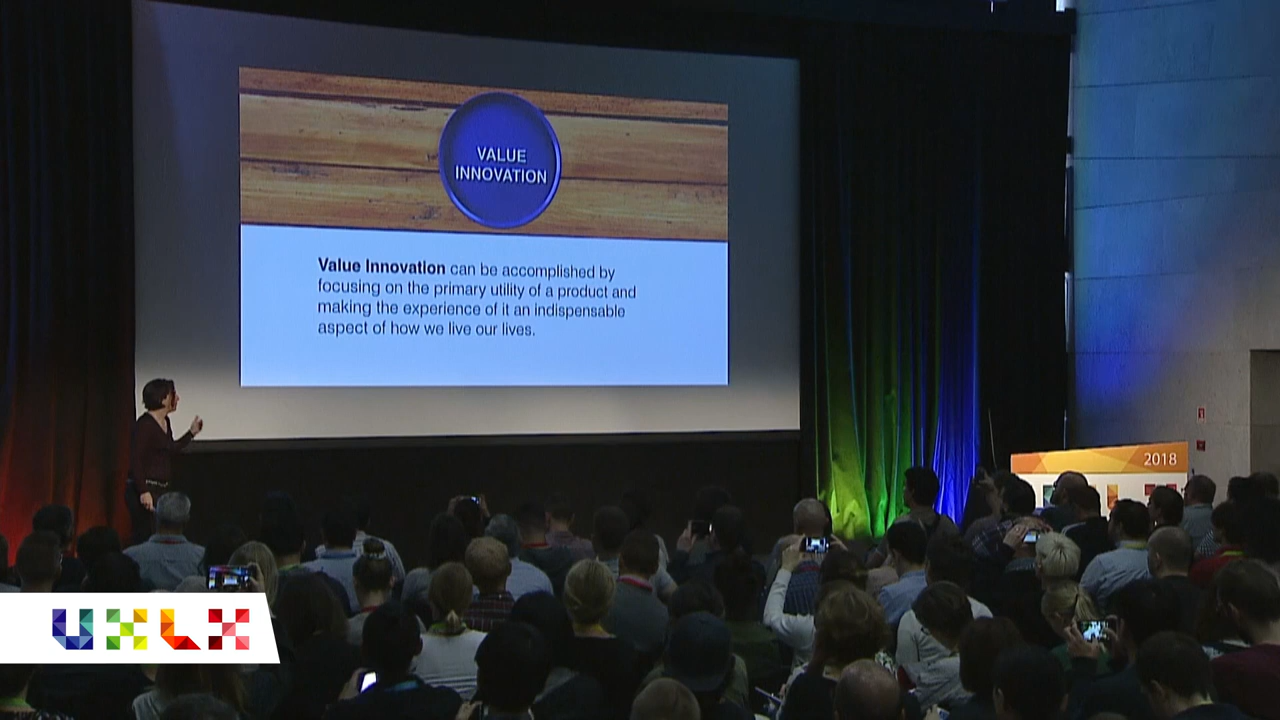 VALUE
INNOVATION
Value Innovation can be accomplished by
focusing on the primary utility of a product and
making the experience of it an indispensable
aspect of how we live our lives.
2018
UXLX